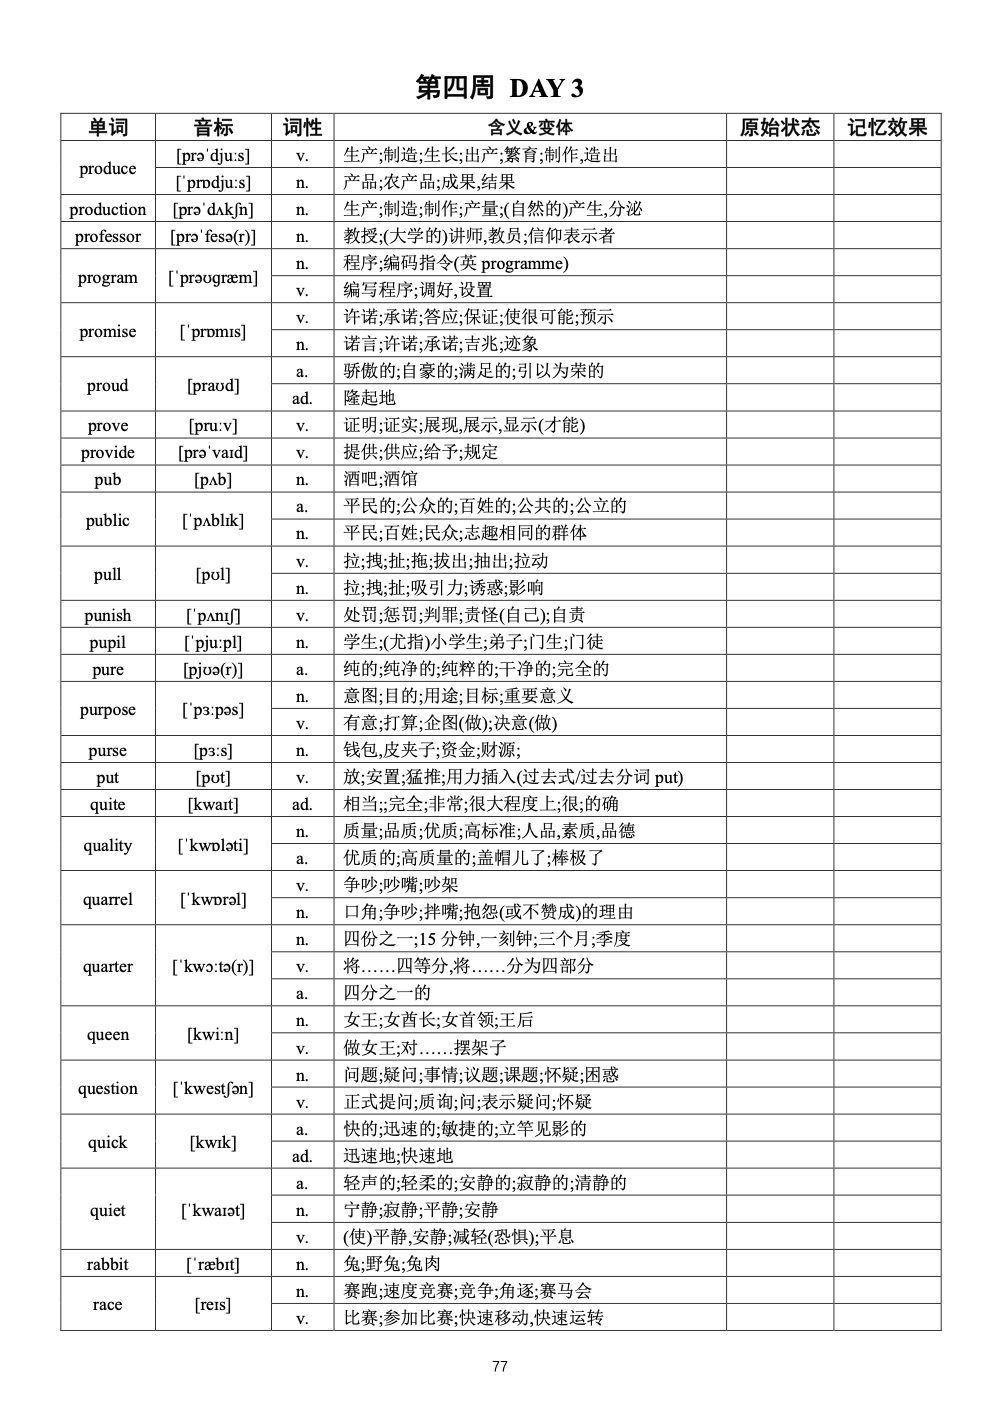 第四周 DAY 3
单词 音标 词性 含义&变体 原始状态 记忆效果
produce [prəˈdjuːs] v. 生产;制造;生长;出产;繁育;制作,造出
[ˈprɒdjuːs] n. 产品;农产品;成果,结果
production [prəˈdʌkʃn] n. 生产;制造;制作;产量;(自然的)产生,分泌
professor [prəˈfesə(r)] n. 教授;(大学的)讲师,教员;信仰表示者
program [ˈprəʊɡræm] n. 程序;编码指令(英 programme)
v. 编写程序;调好,设置
promise [ˈprɒmɪs] v. 许诺;承诺;答应;保证;使很可能;预示
n. 诺言;许诺;承诺;吉兆;迹象
proud [praʊd] a. 骄傲的;自豪的;满足的;引以为荣的
ad. 隆起地
prove [pruːv] v. 证明;证实;展现,展示,显示(才能)
provide [prəˈvaɪd] v. 提供;供应;给予;规定
pub [pʌb] n. 酒吧;酒馆
public [ˈpʌblɪk] a. 平民的;公众的;百姓的;公共的;公立的
n. 平民;百姓;民众;志趣相同的群体
pull [pʊl] v. 拉;拽;扯;拖;拔出;抽出;拉动
n. 拉;拽;扯;吸引力;诱惑;影响
punish [ˈpʌnɪʃ] v. 处罚;惩罚;判罪;责怪(自己);自责
pupil [ˈpjuːpl] n. 学生;(尤指)小学生;弟子;门生;门徒
pure [pjʊə(r)] a. 纯的;纯净的;纯粹的;干净的;完全的
purpose [ˈpɜːpəs] n. 意图;目的;用途;目标;重要意义
v. 有意;打算;企图(做);决意(做)
purse [pɜːs] n. 钱包,皮夹子;资金;财源;
put [pʊt] v. 放;安置;猛推;用力插入(过去式/过去分词 put)
quite [kwaɪt] ad. 相当;;完全;非常;很大程度上;很;的确
quality [ˈkwɒləti] n. 质量;品质;优质;高标准;人品,素质,品德
a. 优质的;高质量的;盖帽儿了;棒极了
quarrel [ˈkwɒrəl] v. 争吵;吵嘴;吵架
n. 口角;争吵;拌嘴;抱怨(或不赞成)的理由
quarter [ˈkwɔːtə(r)] n. 四份之一;15 分钟,一刻钟;三个月;季度
v. 将……四等分,将……分为四部分
a. 四分之一的
queen [kwiːn] n. 女王;女酋长;女首领;王后
v. 做女王;对……摆架子
question [ˈkwestʃən] n. 问题;疑问;事情;议题;课题;怀疑;困惑
v. 正式提问;质询;问;表示疑问;怀疑
quick [kwɪk] a. 快的;迅速的;敏捷的;立竿见影的
ad. 迅速地;快速地
quiet [ˈkwaɪət] a. 轻声的;轻柔的;安静的;寂静的;清静的
n. 宁静;寂静;平静;安静
v. (使)平静,安静;减轻(恐惧);平息
rabbit [ˈræbɪt] n. 兔;野兔;兔肉
race [reɪs] n. 赛跑;速度竞赛;竞争;角逐;赛马会
v. 比赛;参加比赛;快速移动,快速运转
77